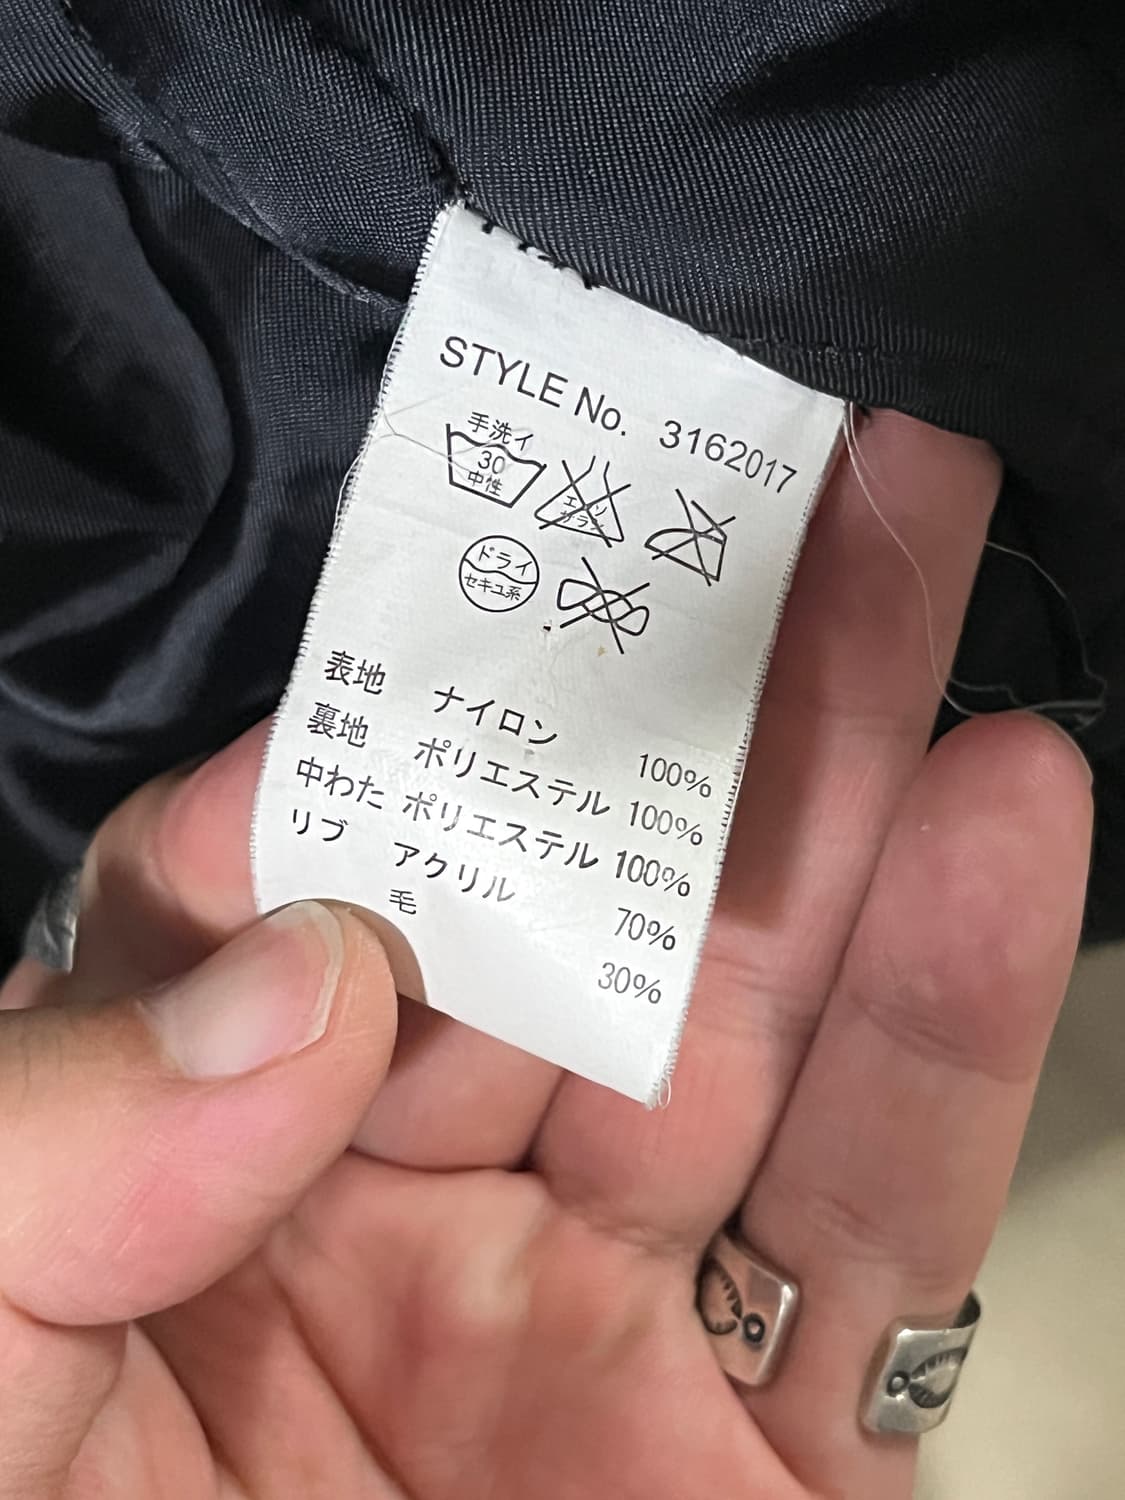 STYLE No. 3162017
手洗イ
30
中性
エンソ
サラシ
ドライ
セキユ系
表地 ナイロン 100%
裏地 ポリエステル 100%
中わた ポリエステル 100%
リブ アクリル 70%
毛 30%